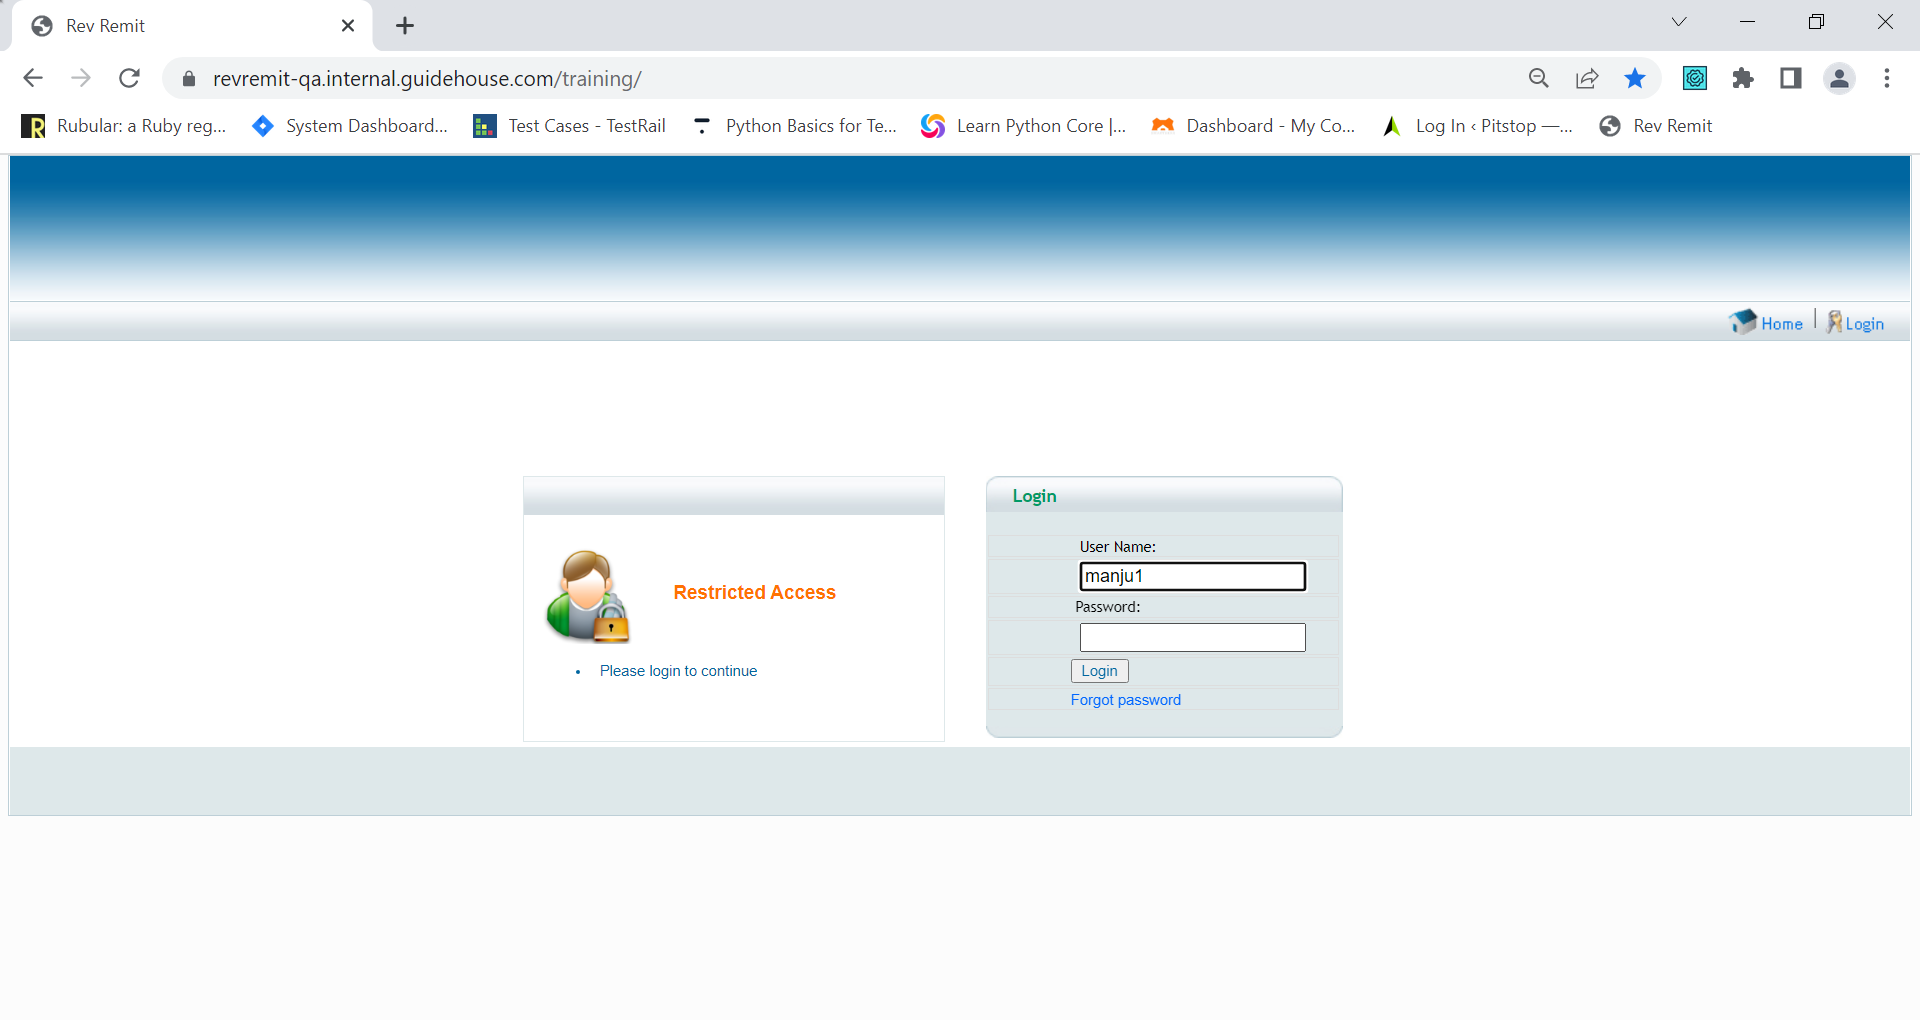 Rev Remit
revremit-qa.internal.guidehouse.com/training/
Rubular: a Ruby reg...
System Dashboard...
Test Cases - TestRail
Python Basics for Te...
Learn Python Core |...
Dashboard - My Co...
Log In ‹ Pitstop —...
Rev Remit
Home | Login
Restricted Access
• Please login to continue
Login
User Name:
manju1
Password:
Login
Forgot password